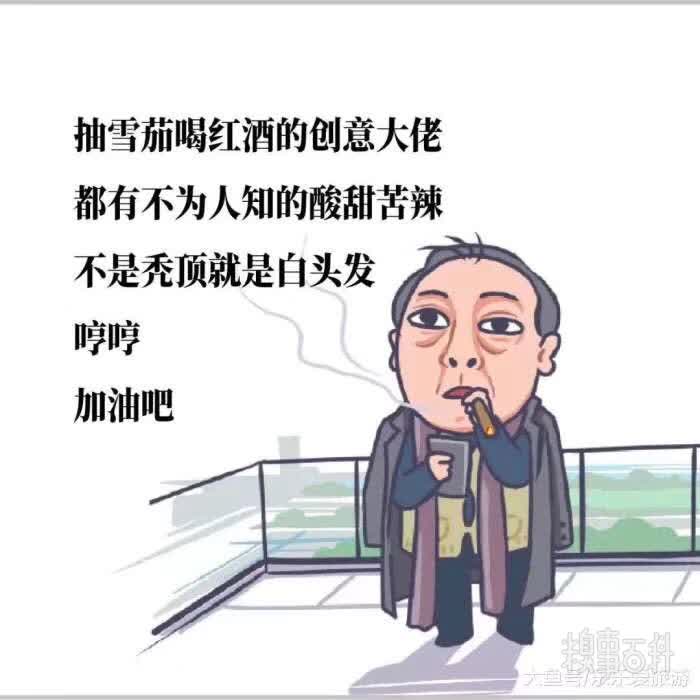 抽雪茄喝红酒的创意大佬
都有不为人知的酸甜苦辣
不是秃顶就是白头发
哼哼
加油吧
糗事百科